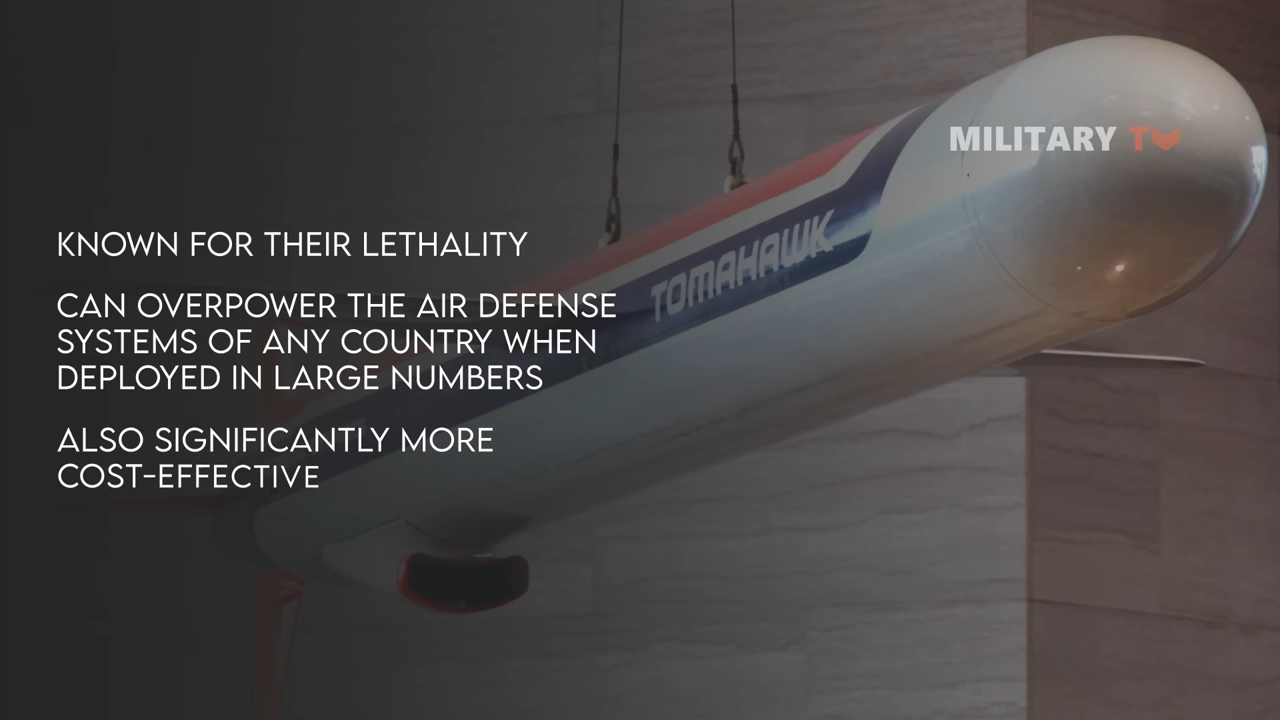 MILITARY TV
KNOWN FOR THEIR LETHALITY
CAN OVERPOWER THE AIR DEFENSE
SYSTEMS OF ANY COUNTRY WHEN
DEPLOYED IN LARGE NUMBERS
ALSO SIGNIFICANTLY MORE
COST-EFFECTIVE
TOMAHAWK